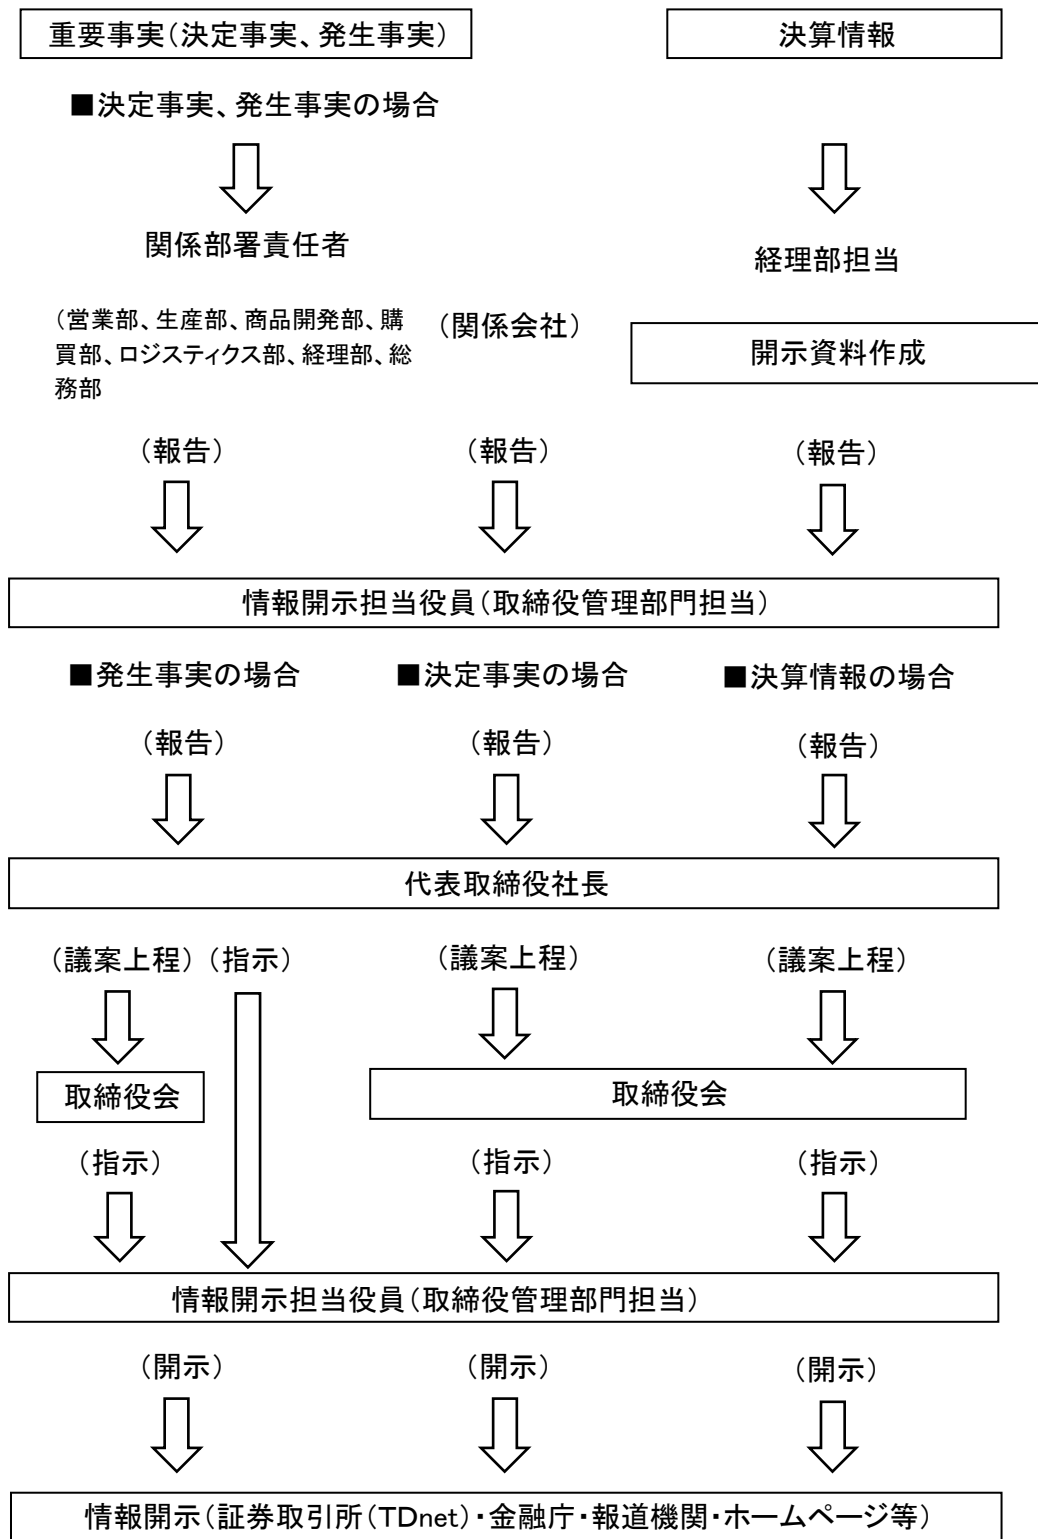 重要事実（決定事実、発生事実）
決算情報
■決定事実、発生事実の場合
関係部署責任者
経理部担当
（営業部、生産部、商品開発部、購
買部、ロジスティクス部、経理部、総
務部
（関係会社）
開示資料作成
（報告）
（報告）
（報告）
情報開示担当役員（取締役管理部門担当）
■発生事実の場合
■決定事実の場合
■決算情報の場合
（報告）
（報告）
（報告）
代表取締役社長
（議案上程）
（指示）
（議案上程）
（議案上程）
取締役会
取締役会
（指示）
（指示）
（指示）
情報開示担当役員（取締役管理部門担当）
（開示）
（開示）
（開示）
情報開示（証券取引所（TDnet）・金融庁・報道機関・ホームページ等）